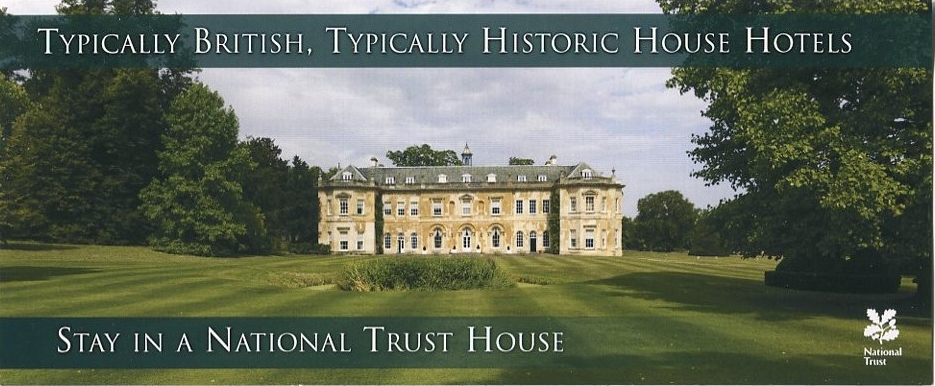 Typically British, Typically Historic House Hotels
Stay in a National Trust House
National
Trust